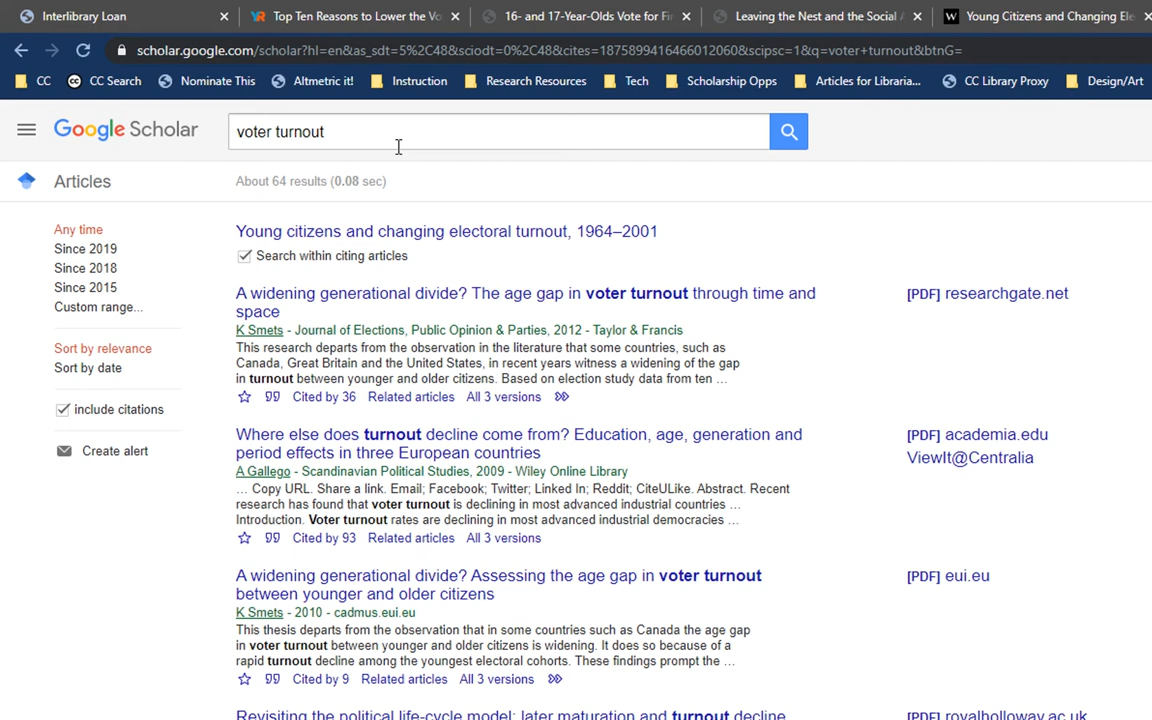 Interlibrary Loan × Top Ten Reasons to Lower the Vo × 16- and 17-Year-Olds Vote for Fi × Leaving the Nest and the Social A × W Young Citizens and Changing Ele ×
scholar.google.com/scholar?hl=en&as_sdt=5%2C48&sciodt=0%2C48&cites=1875899416466012060&scipsc=1&q=voter+turnout&btnG=
CC cc CC Search Nominate This Altmetric it! Instruction Research Resources Tech Scholarship Opps Articles for Libraria... CC Library Proxy Design/Art
Google Scholar voter turnout
Articles About 64 results (0.08 sec)
Any time
Since 2019
Since 2018
Since 2015
Custom range...
Sort by relevance
Sort by date
include citations
Create alert
Young citizens and changing electoral turnout, 1964–2001
Search within citing articles
A widening generational divide? The age gap in voter turnout through time and
space
K Smets - Journal of Elections, Public Opinion & Parties, 2012 - Taylor & Francis
This research departs from the observation in the literature that some countries, such as
Canada, Great Britain and the United States, in recent years witness a widening of the gap
in turnout between younger and older citizens. Based on election study data from ten ...
Cited by 36 Related articles All 3 versions
[PDF] researchgate.net
Where else does turnout decline come from? Education, age, generation and
period effects in three European countries
A Gallego - Scandinavian Political Studies, 2009 - Wiley Online Library
... Copy URL. Share a link. Email; Facebook; Twitter; Linked In; Reddit; CiteULike. Abstract. Recent
research has found that voter turnout is declining in most advanced industrial countries ...
Introduction. Voter turnout rates are declining in most advanced industrial democracies ...
Cited by 93 Related articles All 3 versions
[PDF] academia.edu
ViewIt@Centralia
A widening generational divide? Assessing the age gap in voter turnout
between younger and older citizens
K Smets - 2010 - cadmus.eui.eu
This thesis departs from the observation that in some countries such as Canada the age gap
in voter turnout between younger and older citizens is widening. It does so because of a
rapid turnout decline among the youngest electoral cohorts. These findings prompt the ...
Cited by 9 Related articles All 3 versions
[PDF] eui.eu
Revisiting the political life-cycle model: later maturation and turnout decline
royalholloway.ac.uk